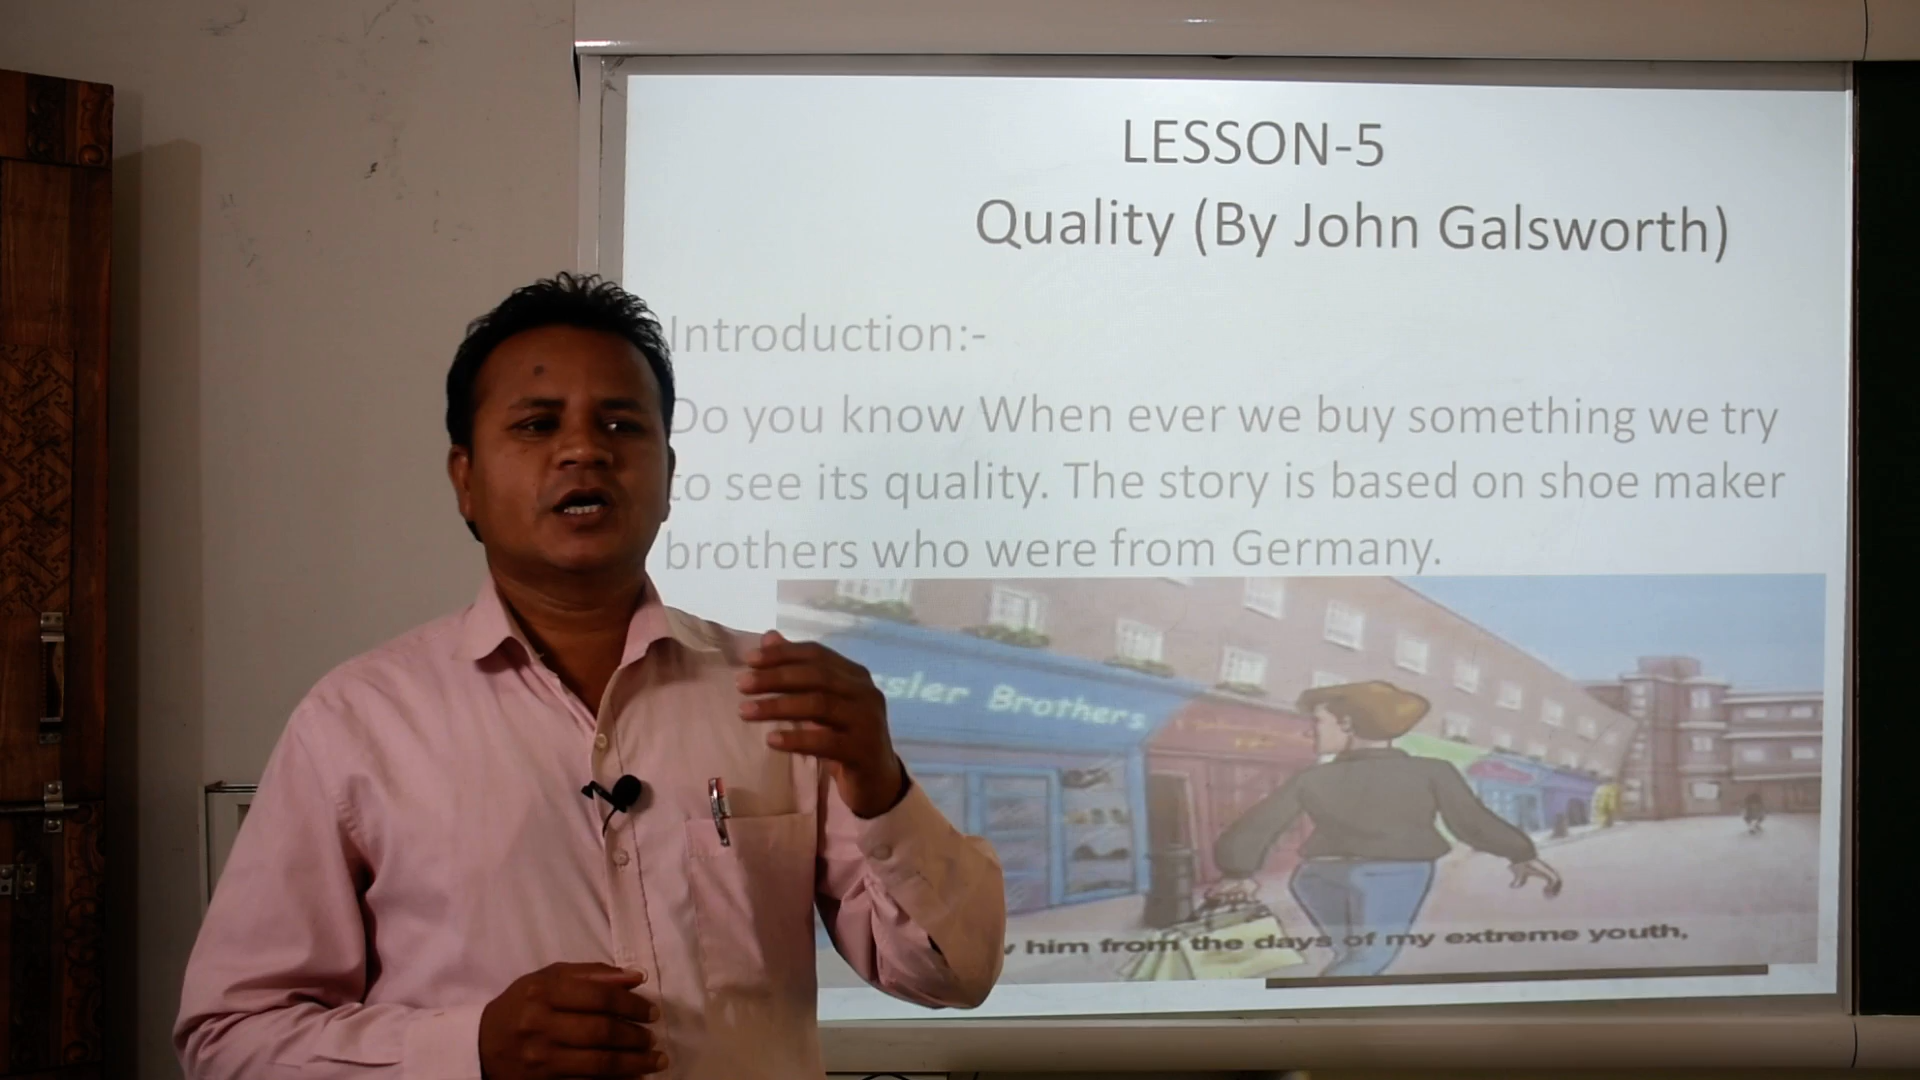 LESSON-5
Quality (By John Galsworth)
Introduction:-
Do you know When ever we buy something we try
to see its quality. The story is based on shoe maker
brothers who were from Germany.
Brothers
him from the days of my extreme youth,